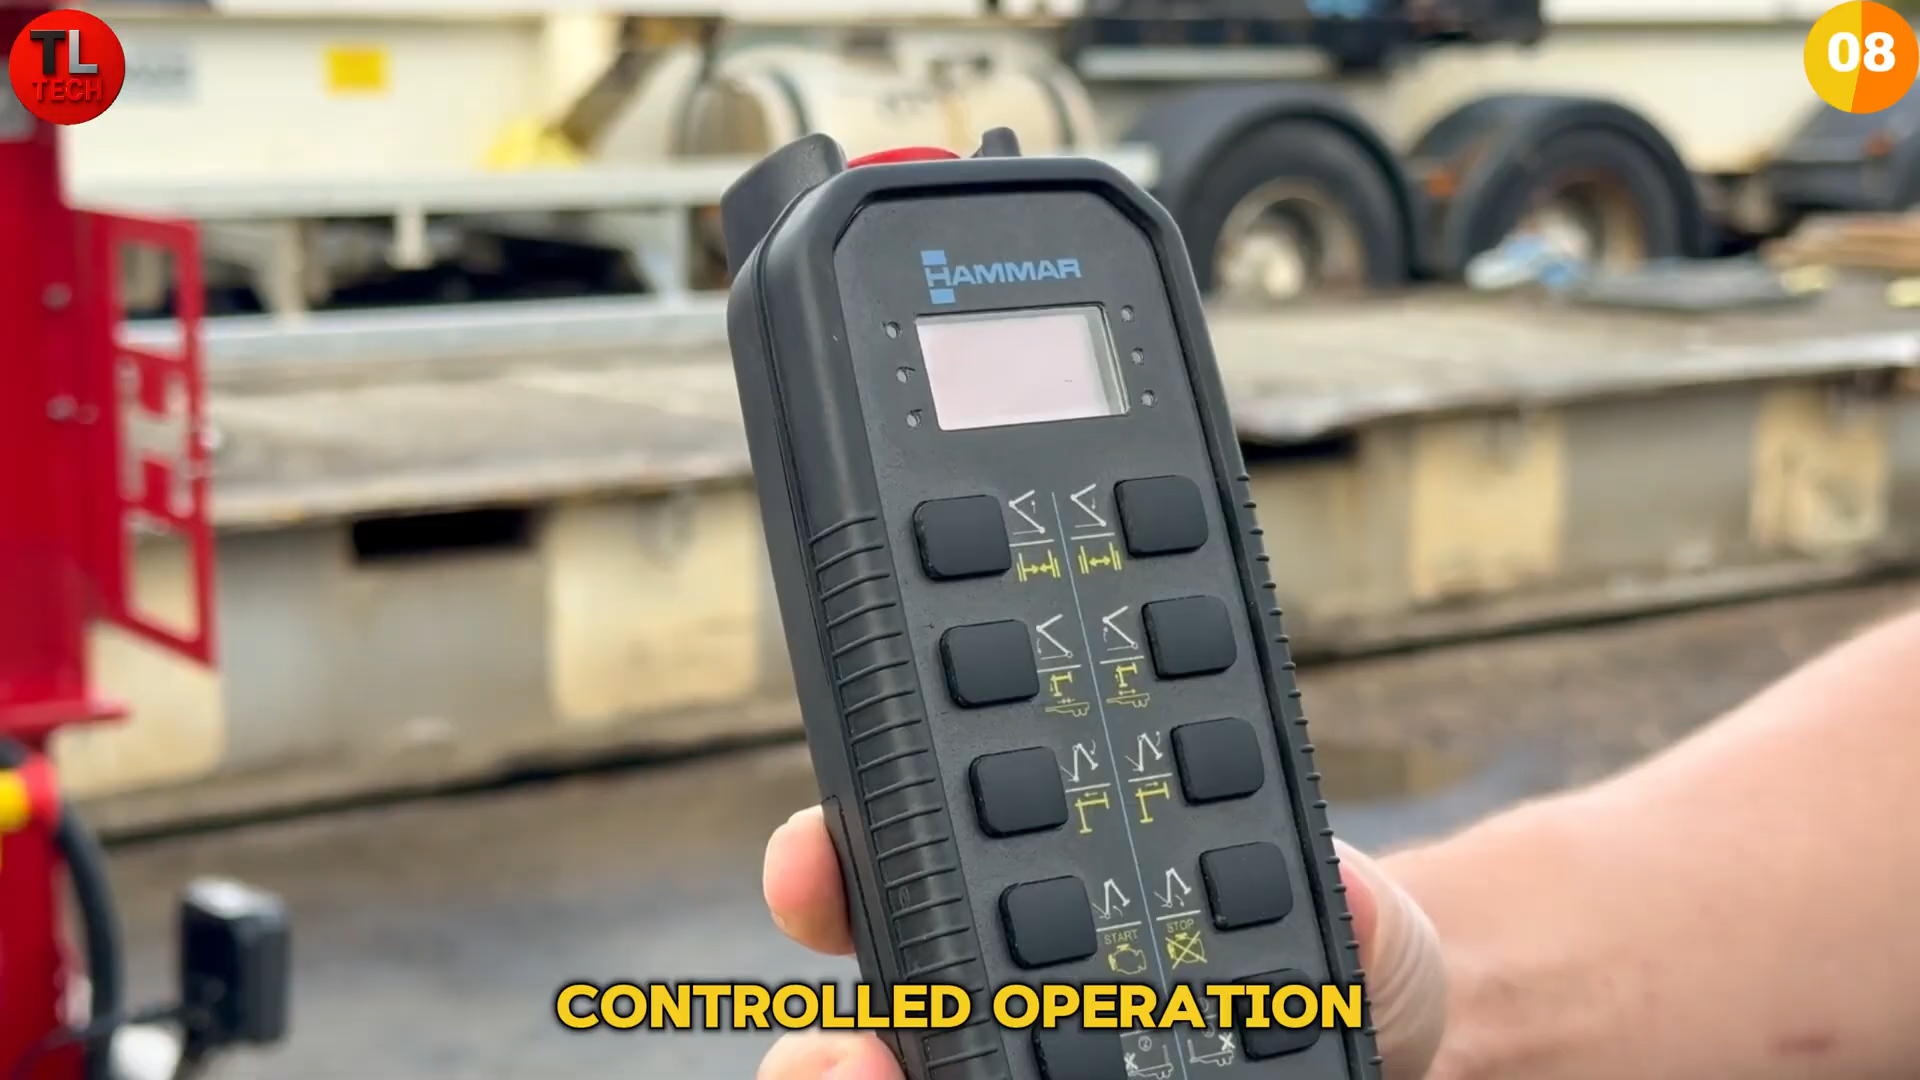 TL
TECH
08
HAMMAR
START
STOP
CONTROLLED OPERATION